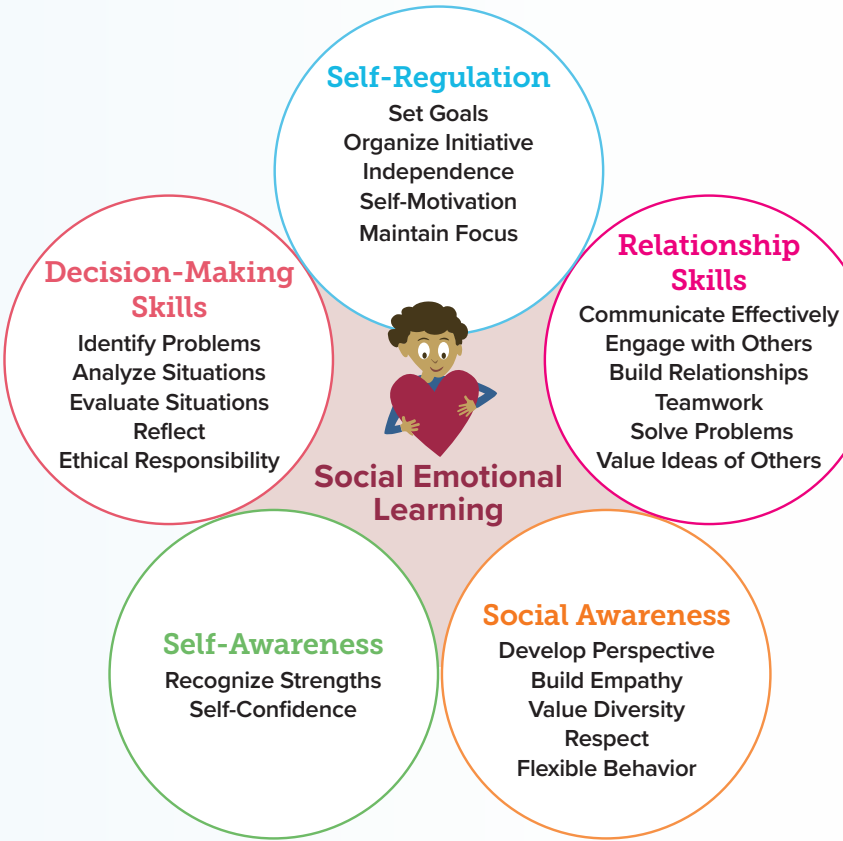 Self-Regulation
Set Goals
Organize Initiative
Independence
Self-Motivation
Maintain Focus
Decision-Making
Skills
Identify Problems
Analyze Situations
Evaluate Situations
Reflect
Ethical Responsibility
Relationship
Skills
Communicate Effectively
Engage with Others
Build Relationships
Teamwork
Solve Problems
Value Ideas of Others
Social Emotional
Learning
Self-Awareness
Recognize Strengths
Self-Confidence
Social Awareness
Develop Perspective
Build Empathy
Value Diversity
Respect
Flexible Behavior